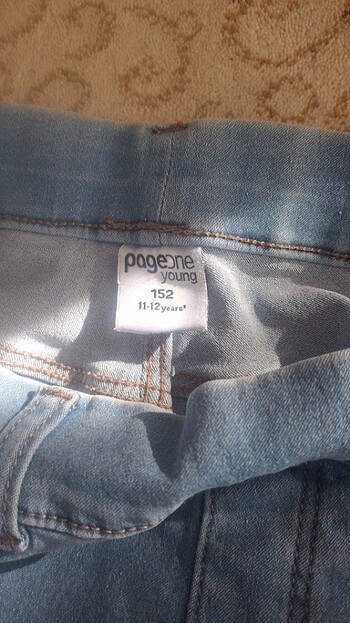 pageone
young
152
11-12 years'